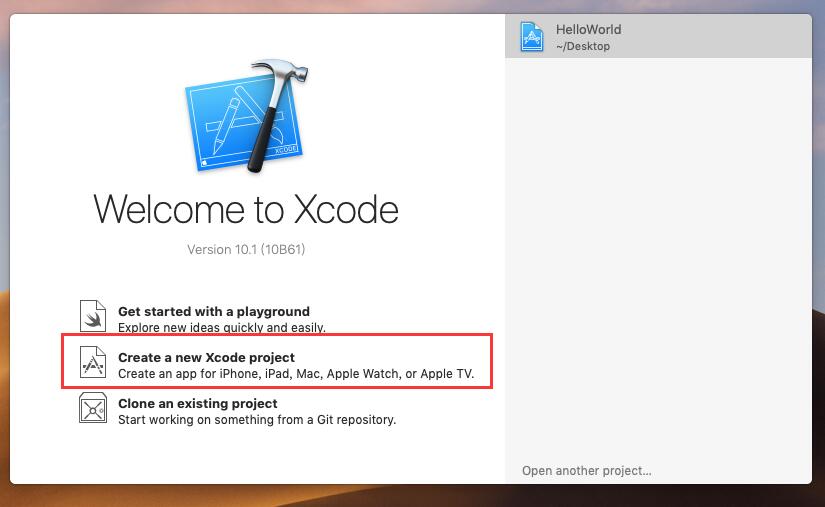 XCODE
Welcome to Xcode
Version 10.1 (10B61)
Get started with a playground
Explore new ideas quickly and easily.
Create a new Xcode project
Create an app for iPhone, iPad, Mac, Apple Watch, or Apple TV.
Clone an existing project
Start working on something from a Git repository.
HelloWorld
~/Desktop
Open another project...